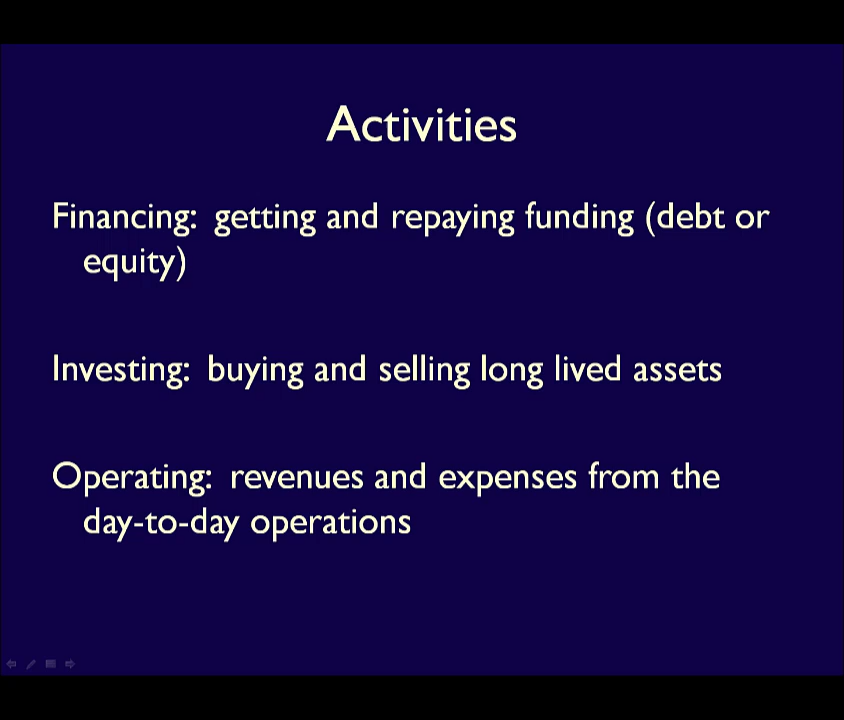 Activities
Financing: getting and repaying funding (debt or
equity)
Investing: buying and selling long lived assets
Operating: revenues and expenses from the
day-to-day operations